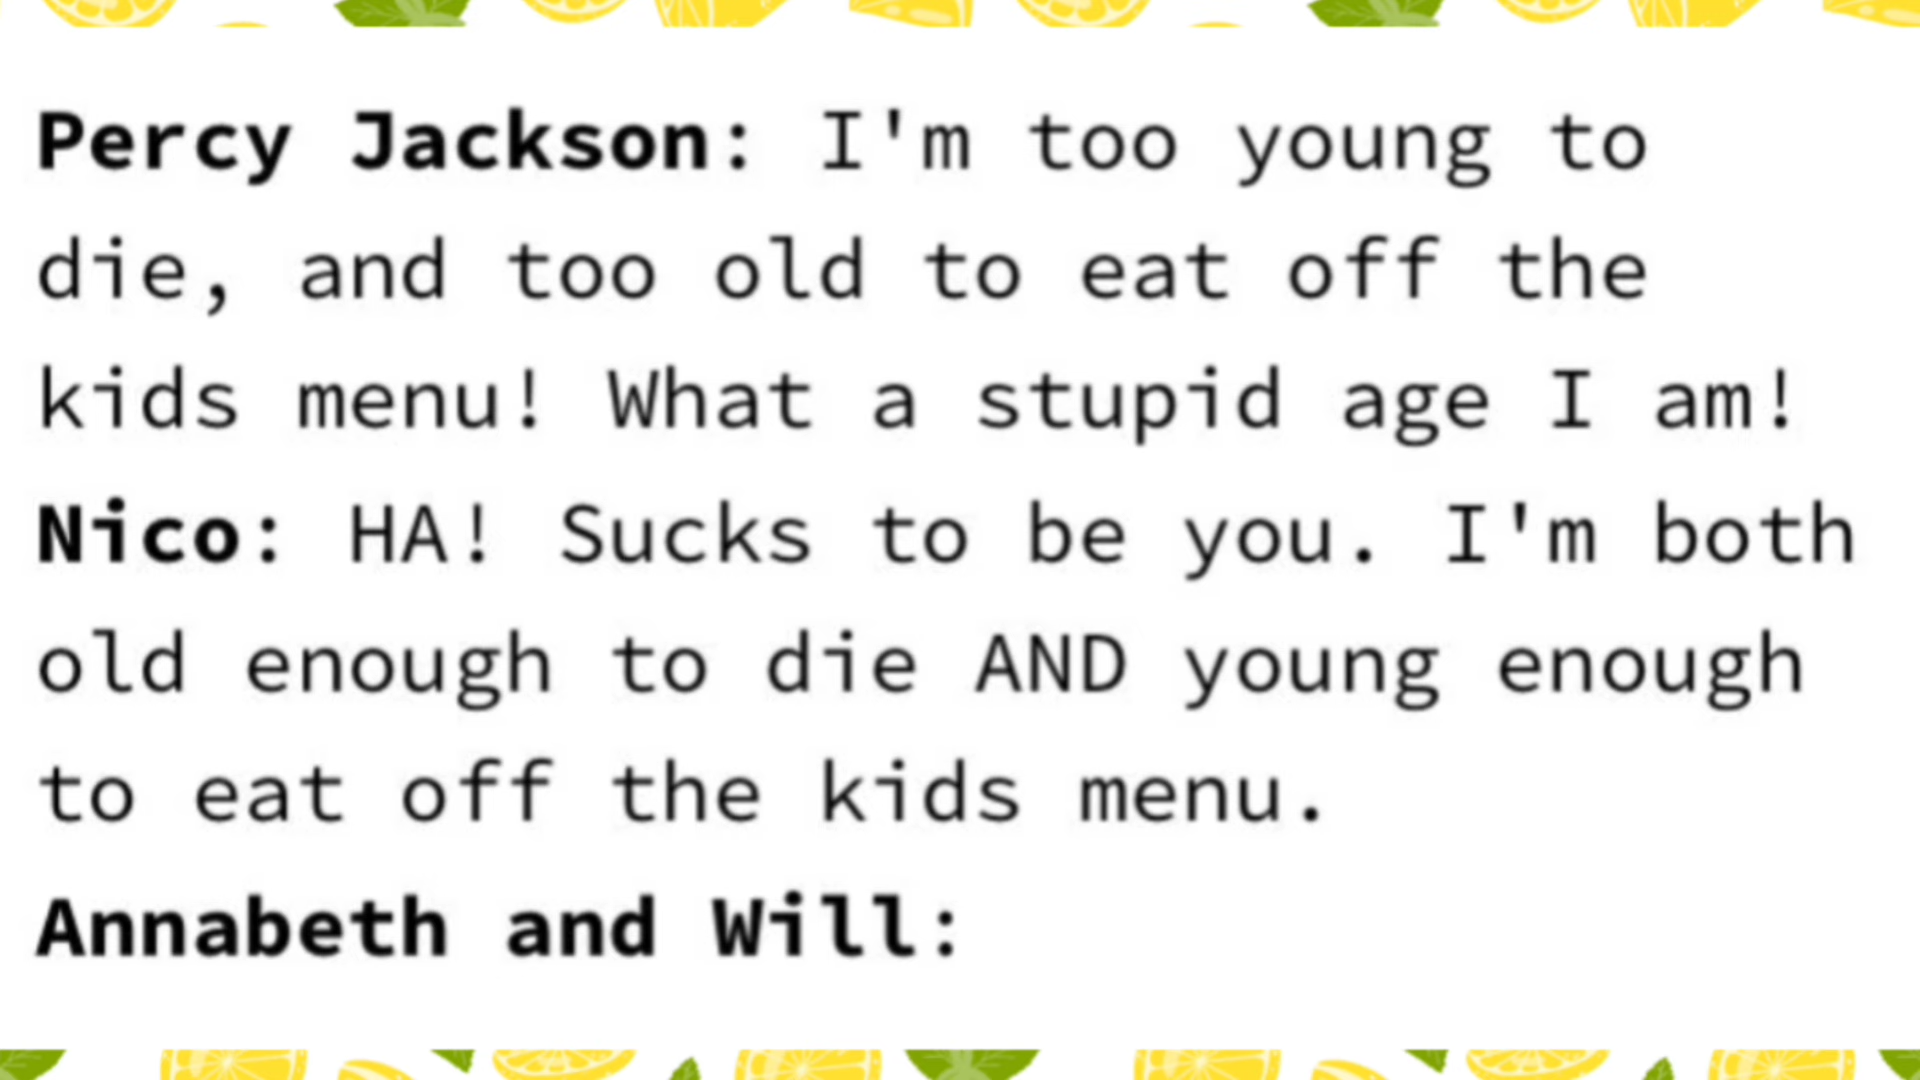 Percy Jackson: I'm too young to
die, and too old to eat off the
kids menu! What a stupid age I am!
Nico: HA! Sucks to be you. I'm both
old enough to die AND young enough
to eat off the kids menu.
Annabeth and Will: